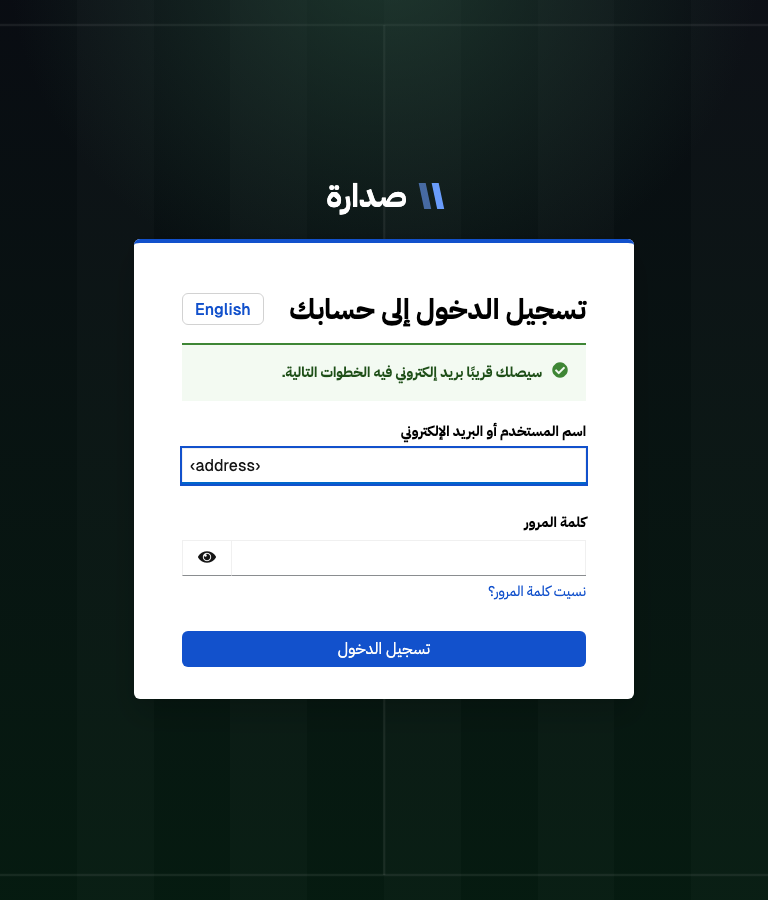 صدارة
تسجيل الدخول إلى حسابك
English
سيصلك قريبًا بريد إلكتروني فيه الخطوات التالية.
اسم المستخدم أو البريد الإلكتروني
‹address›
كلمة المرور
نسيت كلمة المرور؟
تسجيل الدخول